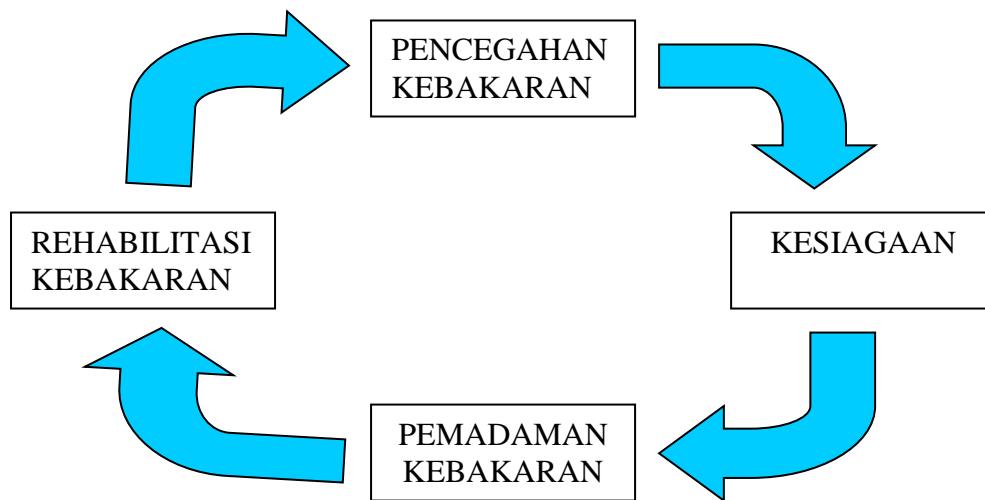 PENCEGAHAN
KEBAKARAN
REHABILITASI
KEBAKARAN
KESIAGAAN
PEMADAMAN
KEBAKARAN